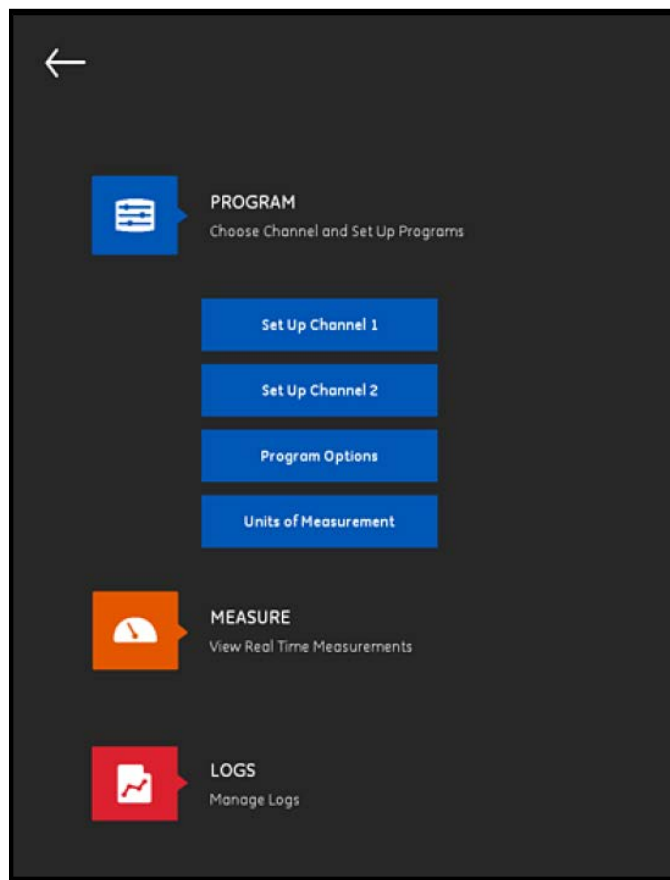 PROGRAM
Choose Channel and Set Up Programs
Set Up Channel 1
Set Up Channel 2
Program Options
Units of Measurement
MEASURE
View Real Time Measurements
LOGS
Manage Logs